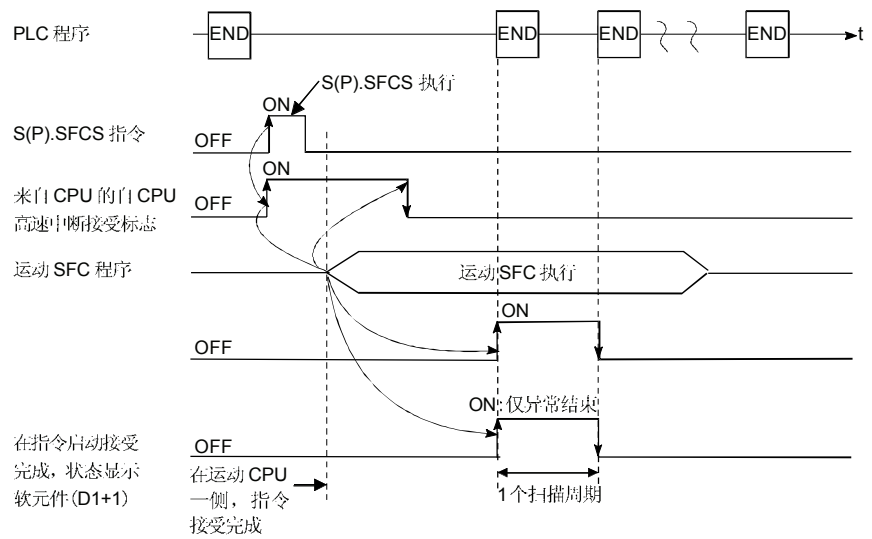 PLC 程序
END
END
END
END
t
S(P).SFCS 执行
ON
S(P).SFCS 指令
OFF
ON
来自 CPU 的自 CPU
高速中断接受标志
OFF
运动 SFC 程序
运动 SFC 执行
ON
OFF
ON:仅异常结束
OFF
在指令启动接受
完成，状态显示
软元件(D1+1)
在运动 CPU
一侧，指令
接受完成
1个扫描周期